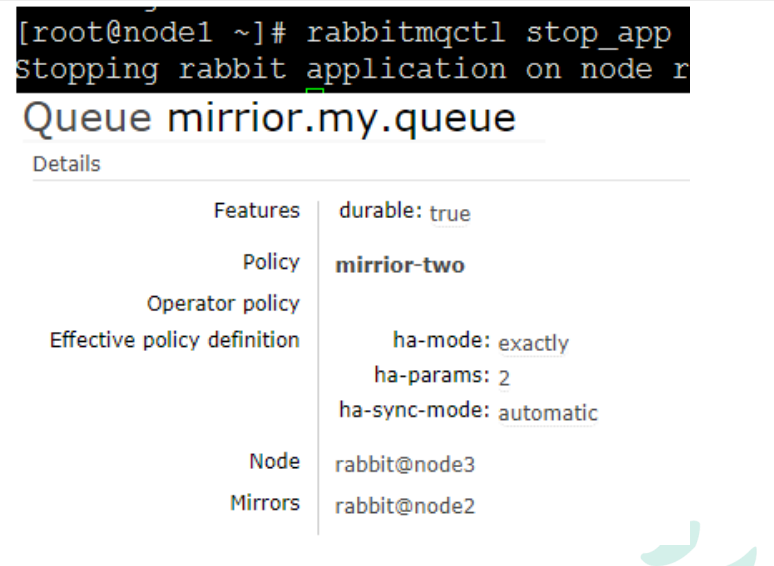 [root@node1 ~]# rabbitmqctl stop_app
Stopping rabbit application on node r
Queue mirrior.my.queue
Details
Features durable: true
Policy mirrior-two
Operator policy
Effective policy definition ha-mode: exactly
ha-params: 2
ha-sync-mode: automatic
Node rabbit@node3
Mirrors rabbit@node2